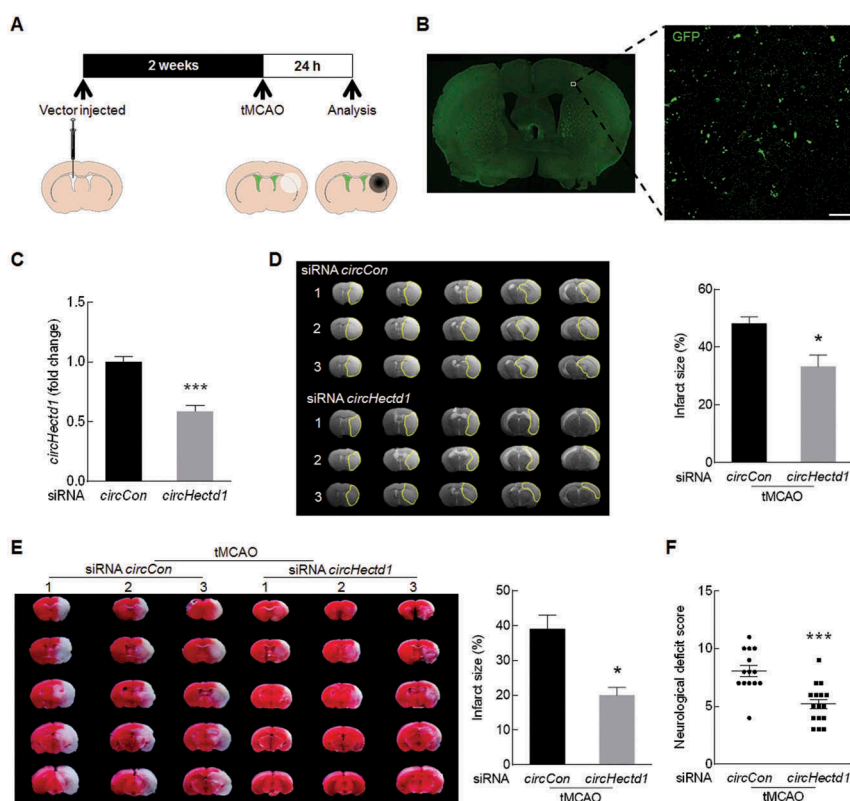 A
2 weeks
24 h
Vector injected
tMCAO
Analysis
B
GFP
C
circHectd1 (fold change)
1.5
1.0
0.5
0.0
siRNA circCon circHectd1
***
D
siRNA circCon
1
2
3
siRNA circHectd1
1
2
3
Infarct size (%)
60
40
20
0
*
siRNA circCon circHectd1
tMCAO
E
tMCAO
siRNA circCon siRNA circHectd1
1 2 3 1 2 3
Infarct size (%)
50
40
30
20
10
0
*
siRNA circCon circHectd1
tMCAO
F
Neurological deficit score
15
10
5
0
***
siRNA circCon circHectd1
tMCAO